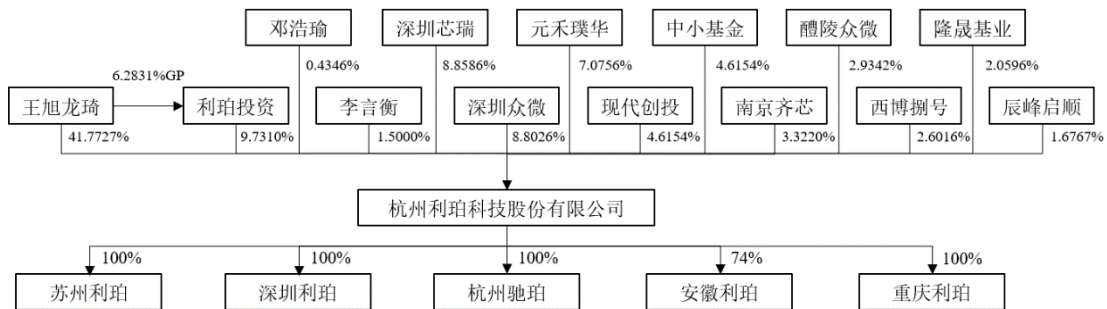 邓浩瑜 深圳芯瑞 元禾璞华 中小基金 醴陵众微 隆晟基业
6.2831%GP 0.4346% 8.8586% 7.0756% 4.6154% 2.9342% 2.0596%
王旭龙琦 利珀投资 李言衡 深圳众微 现代创投 南京齐芯 西博捌号 辰峰启顺
41.7727% 9.7310% 1.5000% 8.8026% 4.6154% 3.3220% 2.6016% 1.6767%
杭州利珀科技股份有限公司
100% 100% 100% 74% 100%
苏州利珀 深圳利珀 杭州驰珀 安徽利珀 重庆利珀